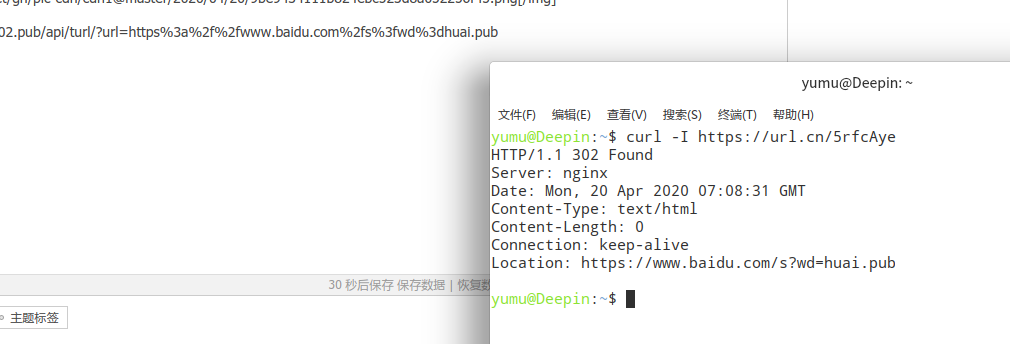 02.pub/api/turl/?url=https%3a%2f%2fwww.baidu.com%2fs%3fwd%3dhuai.pub
30 秒后保存 保存数据 | 恢复数
主题标签
yumu@Deepin: ~
文件(F) 编辑(E) 查看(V) 搜索(S) 终端(T) 帮助(H)
yumu@Deepin:~$ curl -I https://url.cn/5rfcAye
HTTP/1.1 302 Found
Server: nginx
Date: Mon, 20 Apr 2020 07:08:31 GMT
Content-Type: text/html
Content-Length: 0
Connection: keep-alive
Location: https://www.baidu.com/s?wd=huai.pub
yumu@Deepin:~$